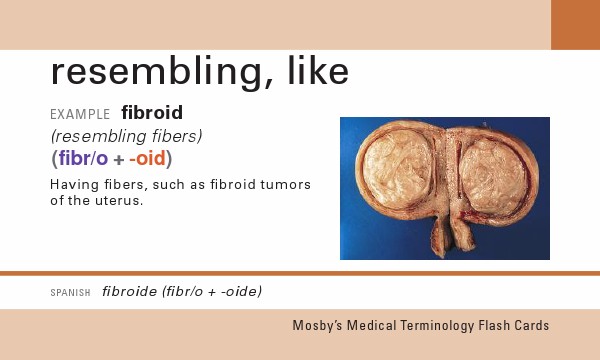 resembling, like
EXAMPLE fibroid
(resembling fibers)
(fibr/o + -oid)
Having fibers, such as fibroid tumors
of the uterus.
SPANISH fibroide (fibr/o + -oide)
Mosby's Medical Terminology Flash Cards